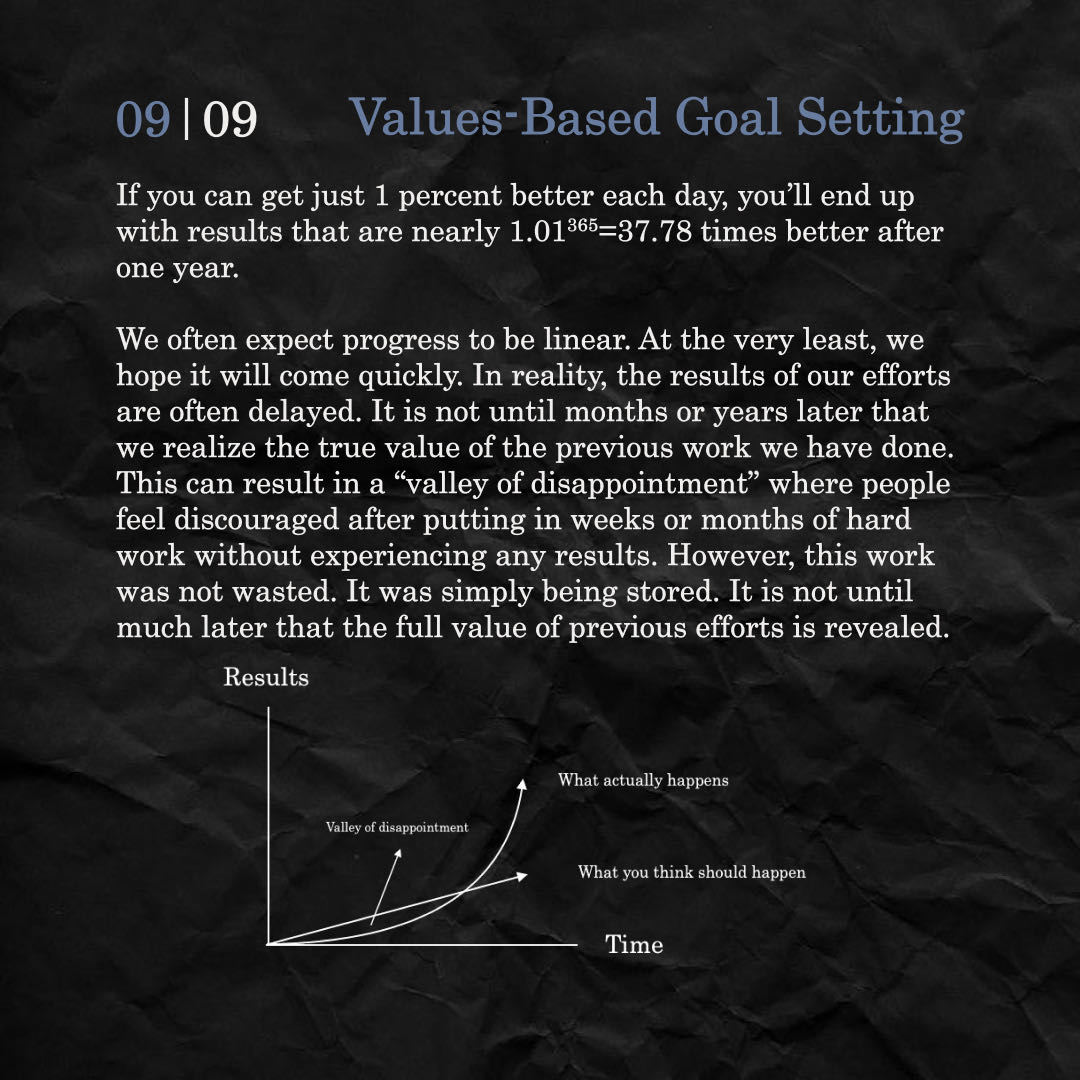 09 | 09
Values-Based Goal Setting
If you can get just 1 percent better each day, you’ll end up
with results that are nearly 1.01³⁶⁵=37.78 times better after
one year.
We often expect progress to be linear. At the very least, we
hope it will come quickly. In reality, the results of our efforts
are often delayed. It is not until months or years later that
we realize the true value of the previous work we have done.
This can result in a “valley of disappointment” where people
feel discouraged after putting in weeks or months of hard
work without experiencing any results. However, this work
was not wasted. It was simply being stored. It is not until
much later that the full value of previous efforts is revealed.
Results
What actually happens
Valley of disappointment
What you think should happen
Time